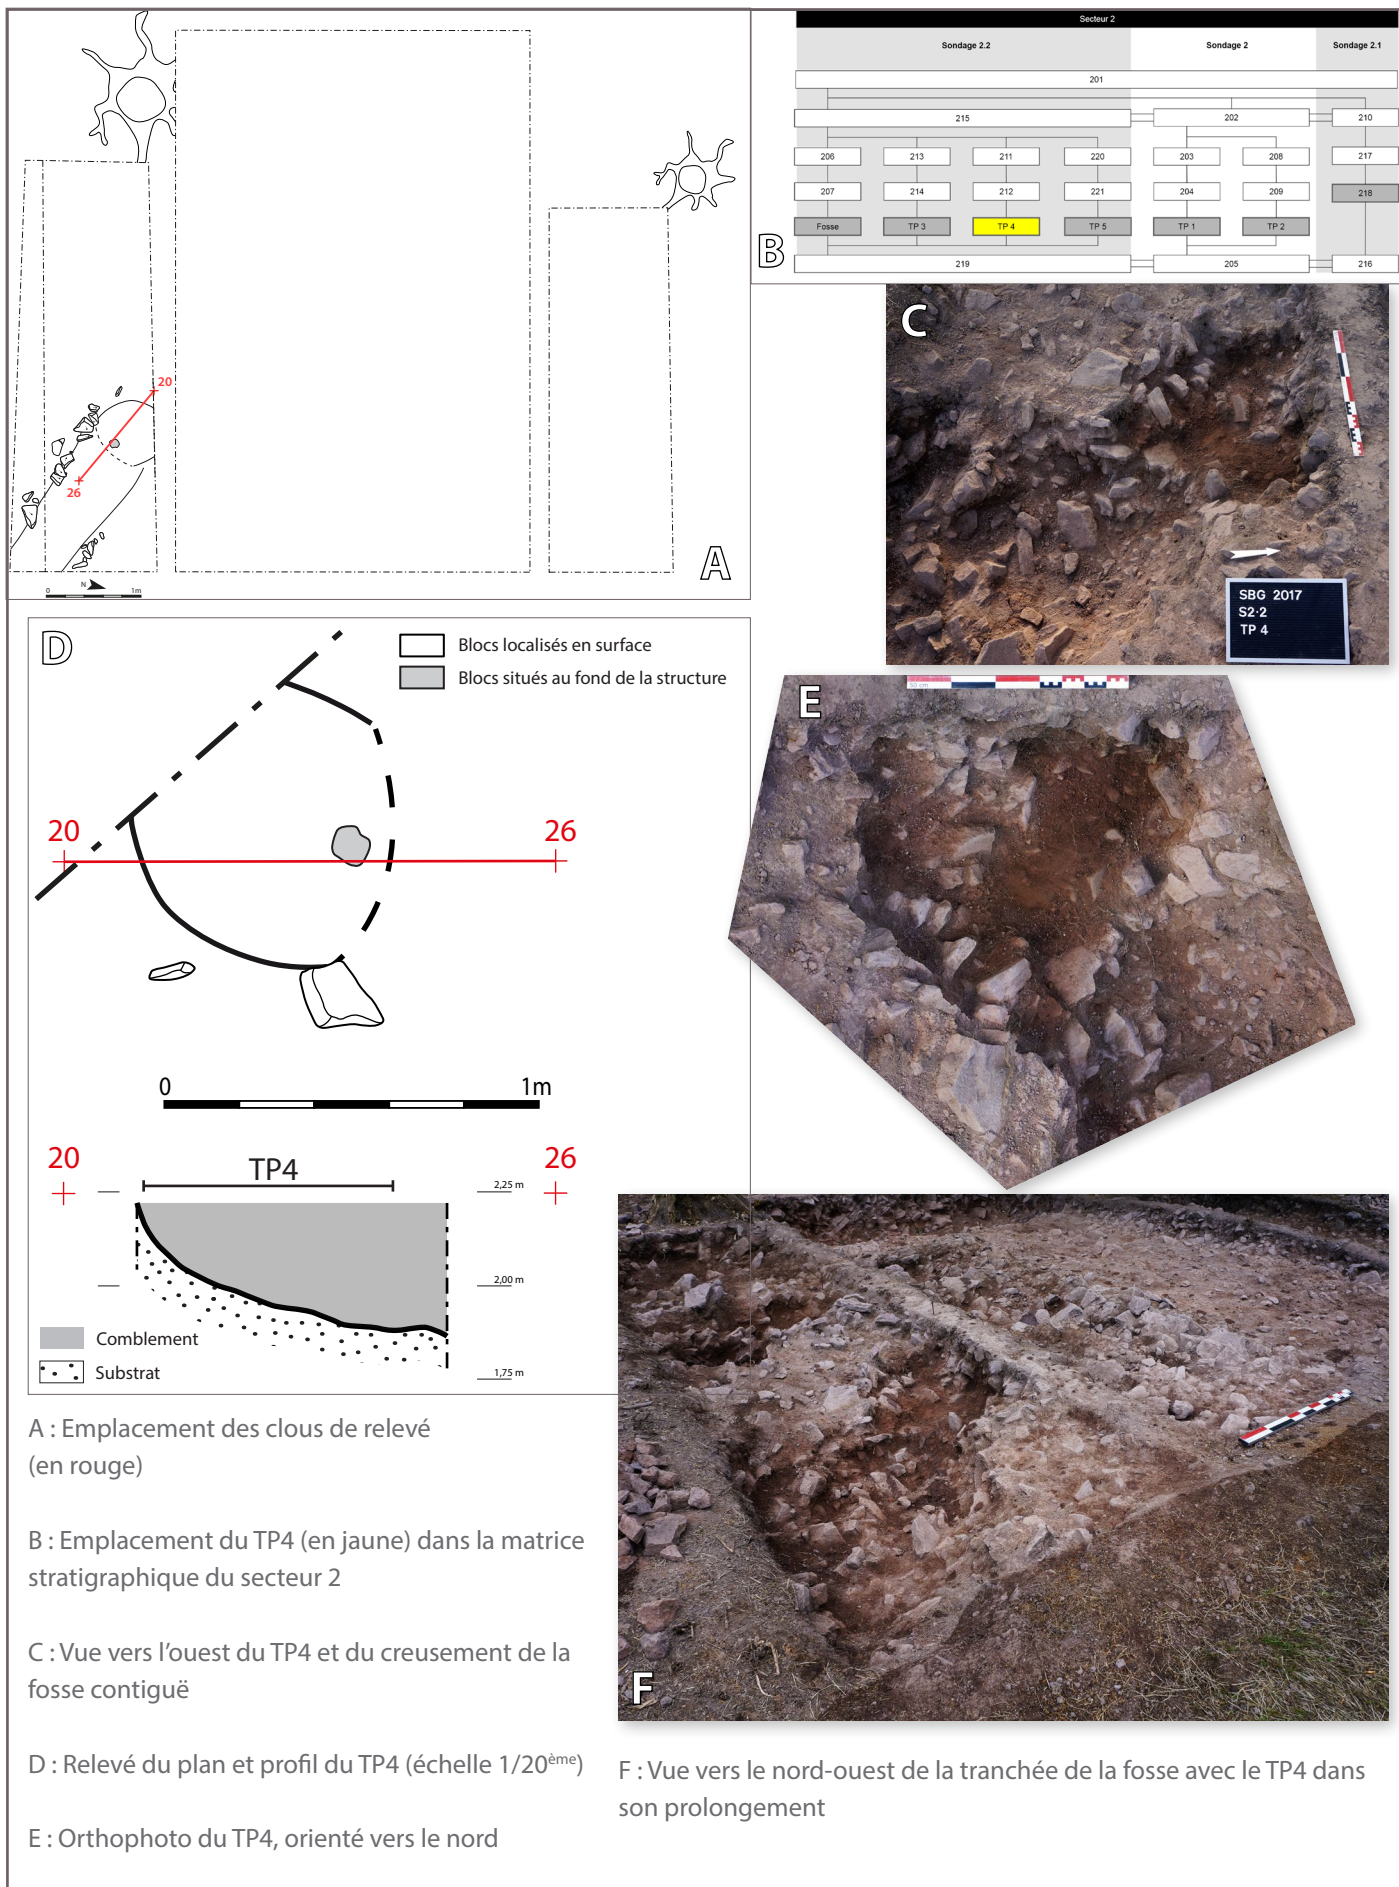 20
26
N
0 1m
A
Secteur 2
Sondage 2.2 Sondage 2 Sondage 2.1
201
215 202 210
206 213 211 220 203 208 217
207 214 212 221 204 209 218
Fosse TP 3 TP 4 TP 5 TP 1 TP 2
219 205 216
B
C
SBG 2017
S2·2
TP 4
D
Blocs localisés en surface
Blocs situés au fond de la structure
20 26
0 1m
20 26
TP4
2,25 m
2,00 m
1,75 m
Comblement
Substrat
E
50 cm
F
A : Emplacement des clous de relevé
(en rouge)
B : Emplacement du TP4 (en jaune) dans la matrice
stratigraphique du secteur 2
C : Vue vers l'ouest du TP4 et du creusement de la
fosse contiguë
D : Relevé du plan et profil du TP4 (échelle 1/20ème)
E : Orthophoto du TP4, orienté vers le nord
F : Vue vers le nord-ouest de la tranchée de la fosse avec le TP4 dans
son prolongement